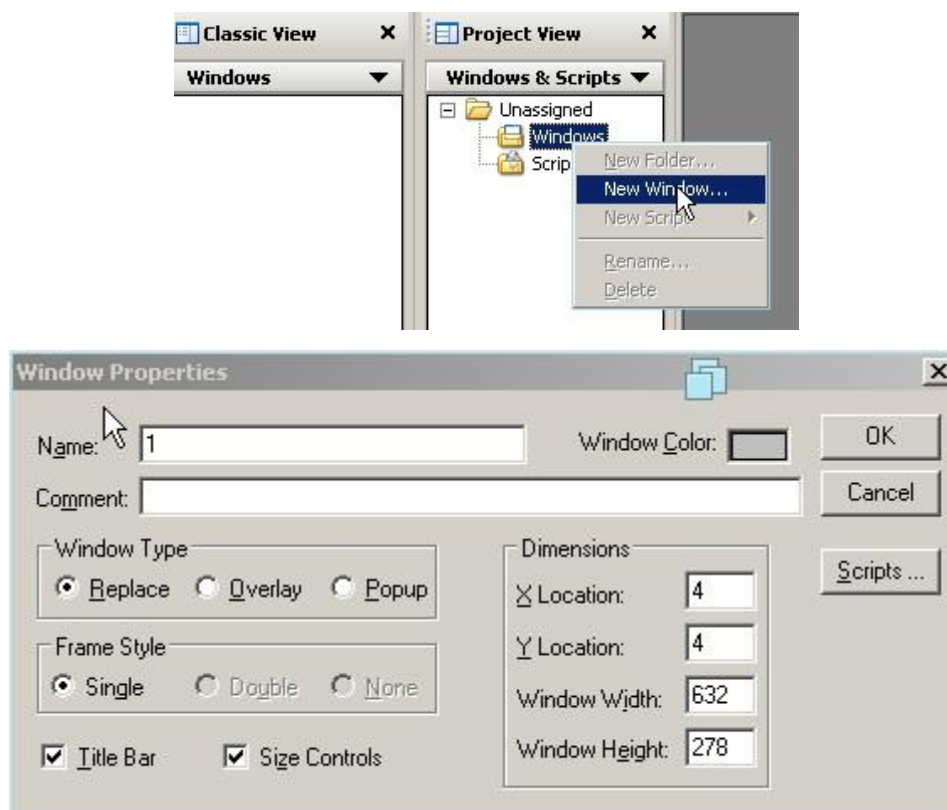 Classic View
Project View
Windows
Windows & Scripts
Unassigned
Windows
Scrip
New Folder...
New Window...
New Script
Rename...
Delete
Window Properties
Name: 1
Window Color:
OK
Comment:
Cancel
Window Type
Replace Overlay Popup
Dimensions
X Location: 4
Scripts ...
Frame Style
Y Location: 4
Single Double None
Window Width: 632
Title Bar Size Controls
Window Height: 278